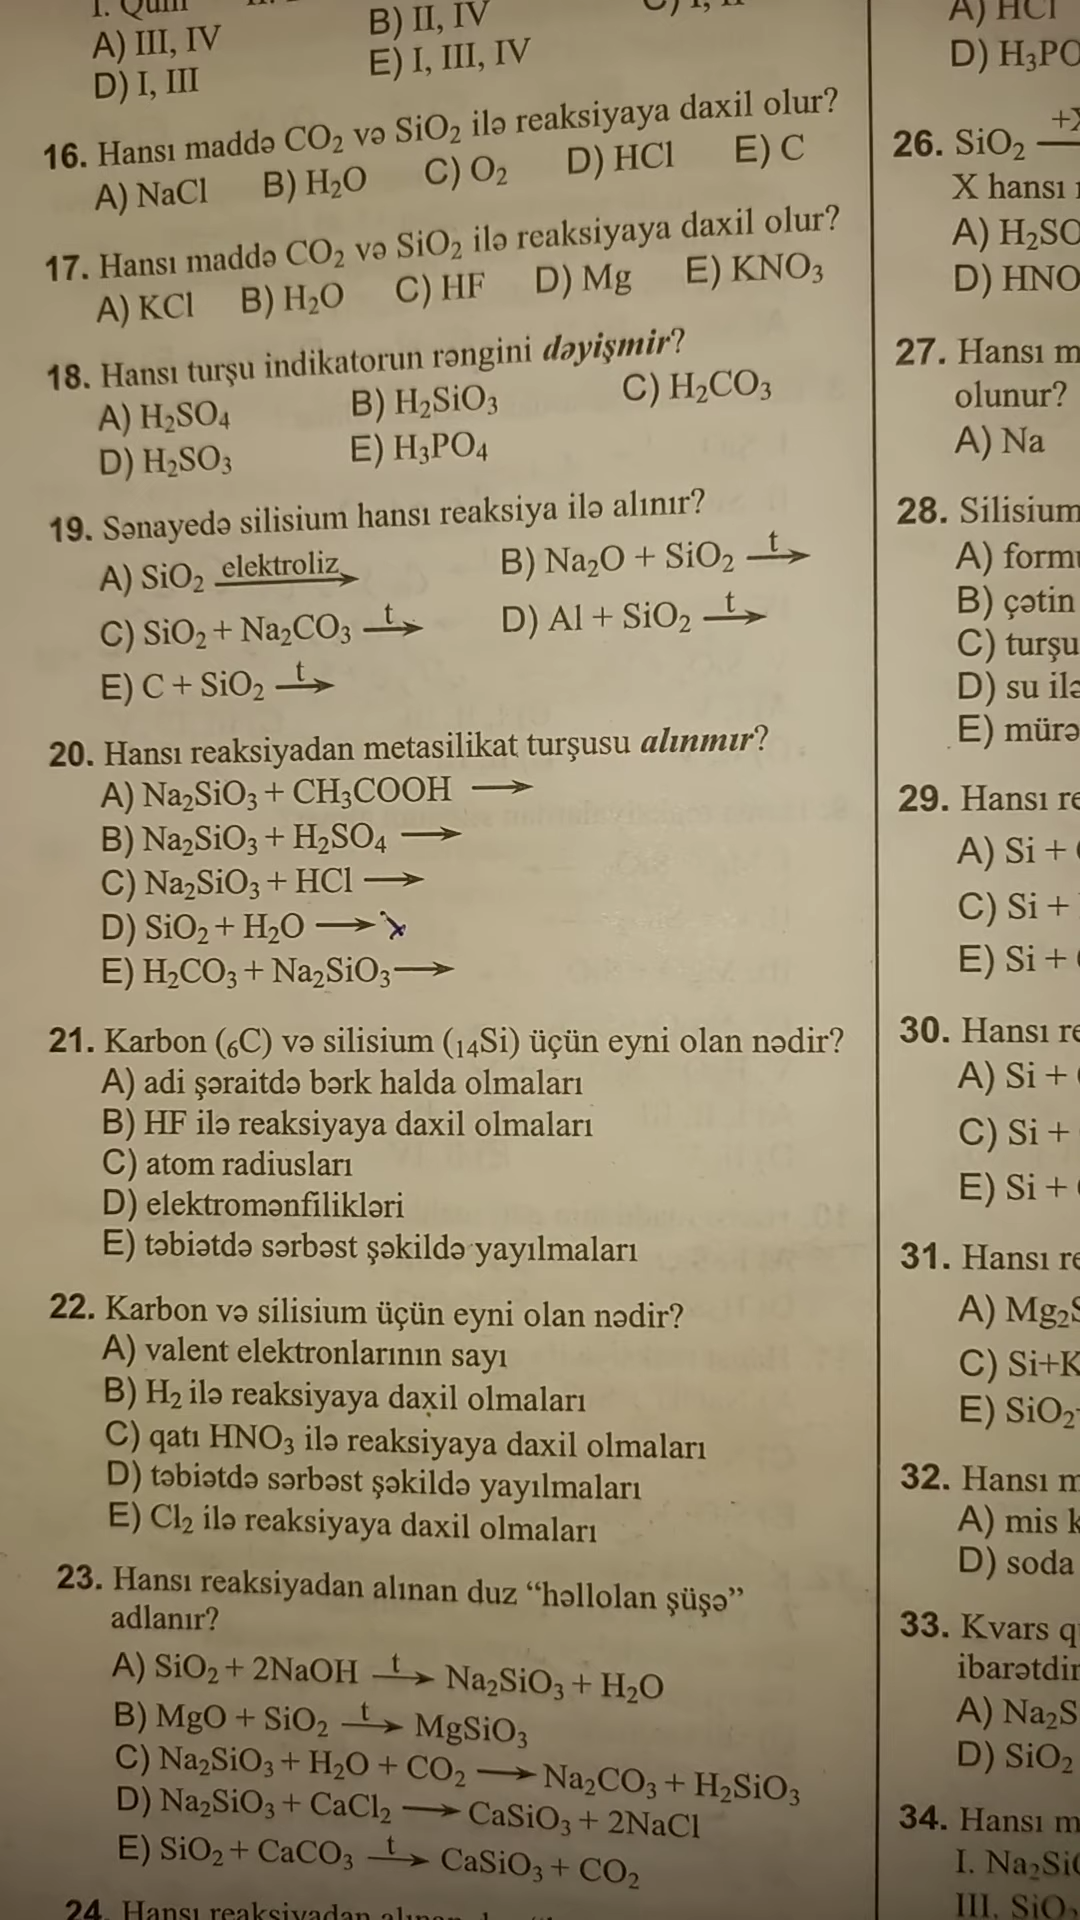 I. Qum
A) III, IV
B) II, IV
D) I, III
E) I, III, IV
16. Hansı maddə CO₂ və SiO₂ ilə reaksiyaya daxil olur?
A) NaCl B) H₂O C) O₂ D) HCl E) C
17. Hansı maddə CO₂ və SiO₂ ilə reaksiyaya daxil olur?
A) KCl B) H₂O C) HF D) Mg E) KNO₃
18. Hansı turşu indikatorun rəngini dəyişmir?
A) H₂SO₄ B) H₂SiO₃ C) H₂CO₃
D) H₂SO₃ E) H₃PO₄
19. Sənayedə silisium hansı reaksiya ilə alınır?
A) SiO₂ elektroliz→ B) Na₂O + SiO₂ t→
C) SiO₂ + Na₂CO₃ t→ D) Al + SiO₂ t→
E) C + SiO₂ t→
20. Hansı reaksiyadan metasilikat turşusu alınmır?
A) Na₂SiO₃ + CH₃COOH →
B) Na₂SiO₃ + H₂SO₄ →
C) Na₂SiO₃ + HCl →
D) SiO₂ + H₂O → x
E) H₂CO₃ + Na₂SiO₃ →
21. Karbon (₆C) və silisium (₁₄Si) üçün eyni olan nədir?
A) adi şəraitdə bərk halda olmaları
B) HF ilə reaksiyaya daxil olmaları
C) atom radiusları
D) elektromənfilikləri
E) təbiətdə sərbəst şəkildə yayılmaları
22. Karbon və silisium üçün eyni olan nədir?
A) valent elektronlarının sayı
B) H₂ ilə reaksiyaya daxil olmaları
C) qatı HNO₃ ilə reaksiyaya daxil olmaları
D) təbiətdə sərbəst şəkildə yayılmaları
E) Cl₂ ilə reaksiyaya daxil olmaları
23. Hansı reaksiyadan alınan duz “həllolan şüşə”
adlanır?
A) SiO₂ + 2NaOH t→ Na₂SiO₃ + H₂O
B) MgO + SiO₂ t→ MgSiO₃
C) Na₂SiO₃ + H₂O + CO₂ → Na₂CO₃ + H₂SiO₃
D) Na₂SiO₃ + CaCl₂ → CaSiO₃ + 2NaCl
E) SiO₂ + CaCO₃ t→ CaSiO₃ + CO₂
24. Hansı reaksiyadan
A) HCl
D) H₃PO
26. SiO₂ +X
X hansı
A) H₂SO
D) HNO
27. Hansı m
olunur?
A) Na
28. Silisium
A) form
B) çətin
C) turşu
D) su ilə
E) mürə
29. Hansı re
A) Si +
C) Si +
E) Si +
30. Hansı re
A) Si +
C) Si +
E) Si +
31. Hansı re
A) Mg₂S
C) Si+K
E) SiO₂
32. Hansı m
A) mis k
D) soda
33. Kvars q
ibarətdir
A) Na₂S
D) SiO₂
34. Hansı m
I. Na₂Si
III. SiO₂